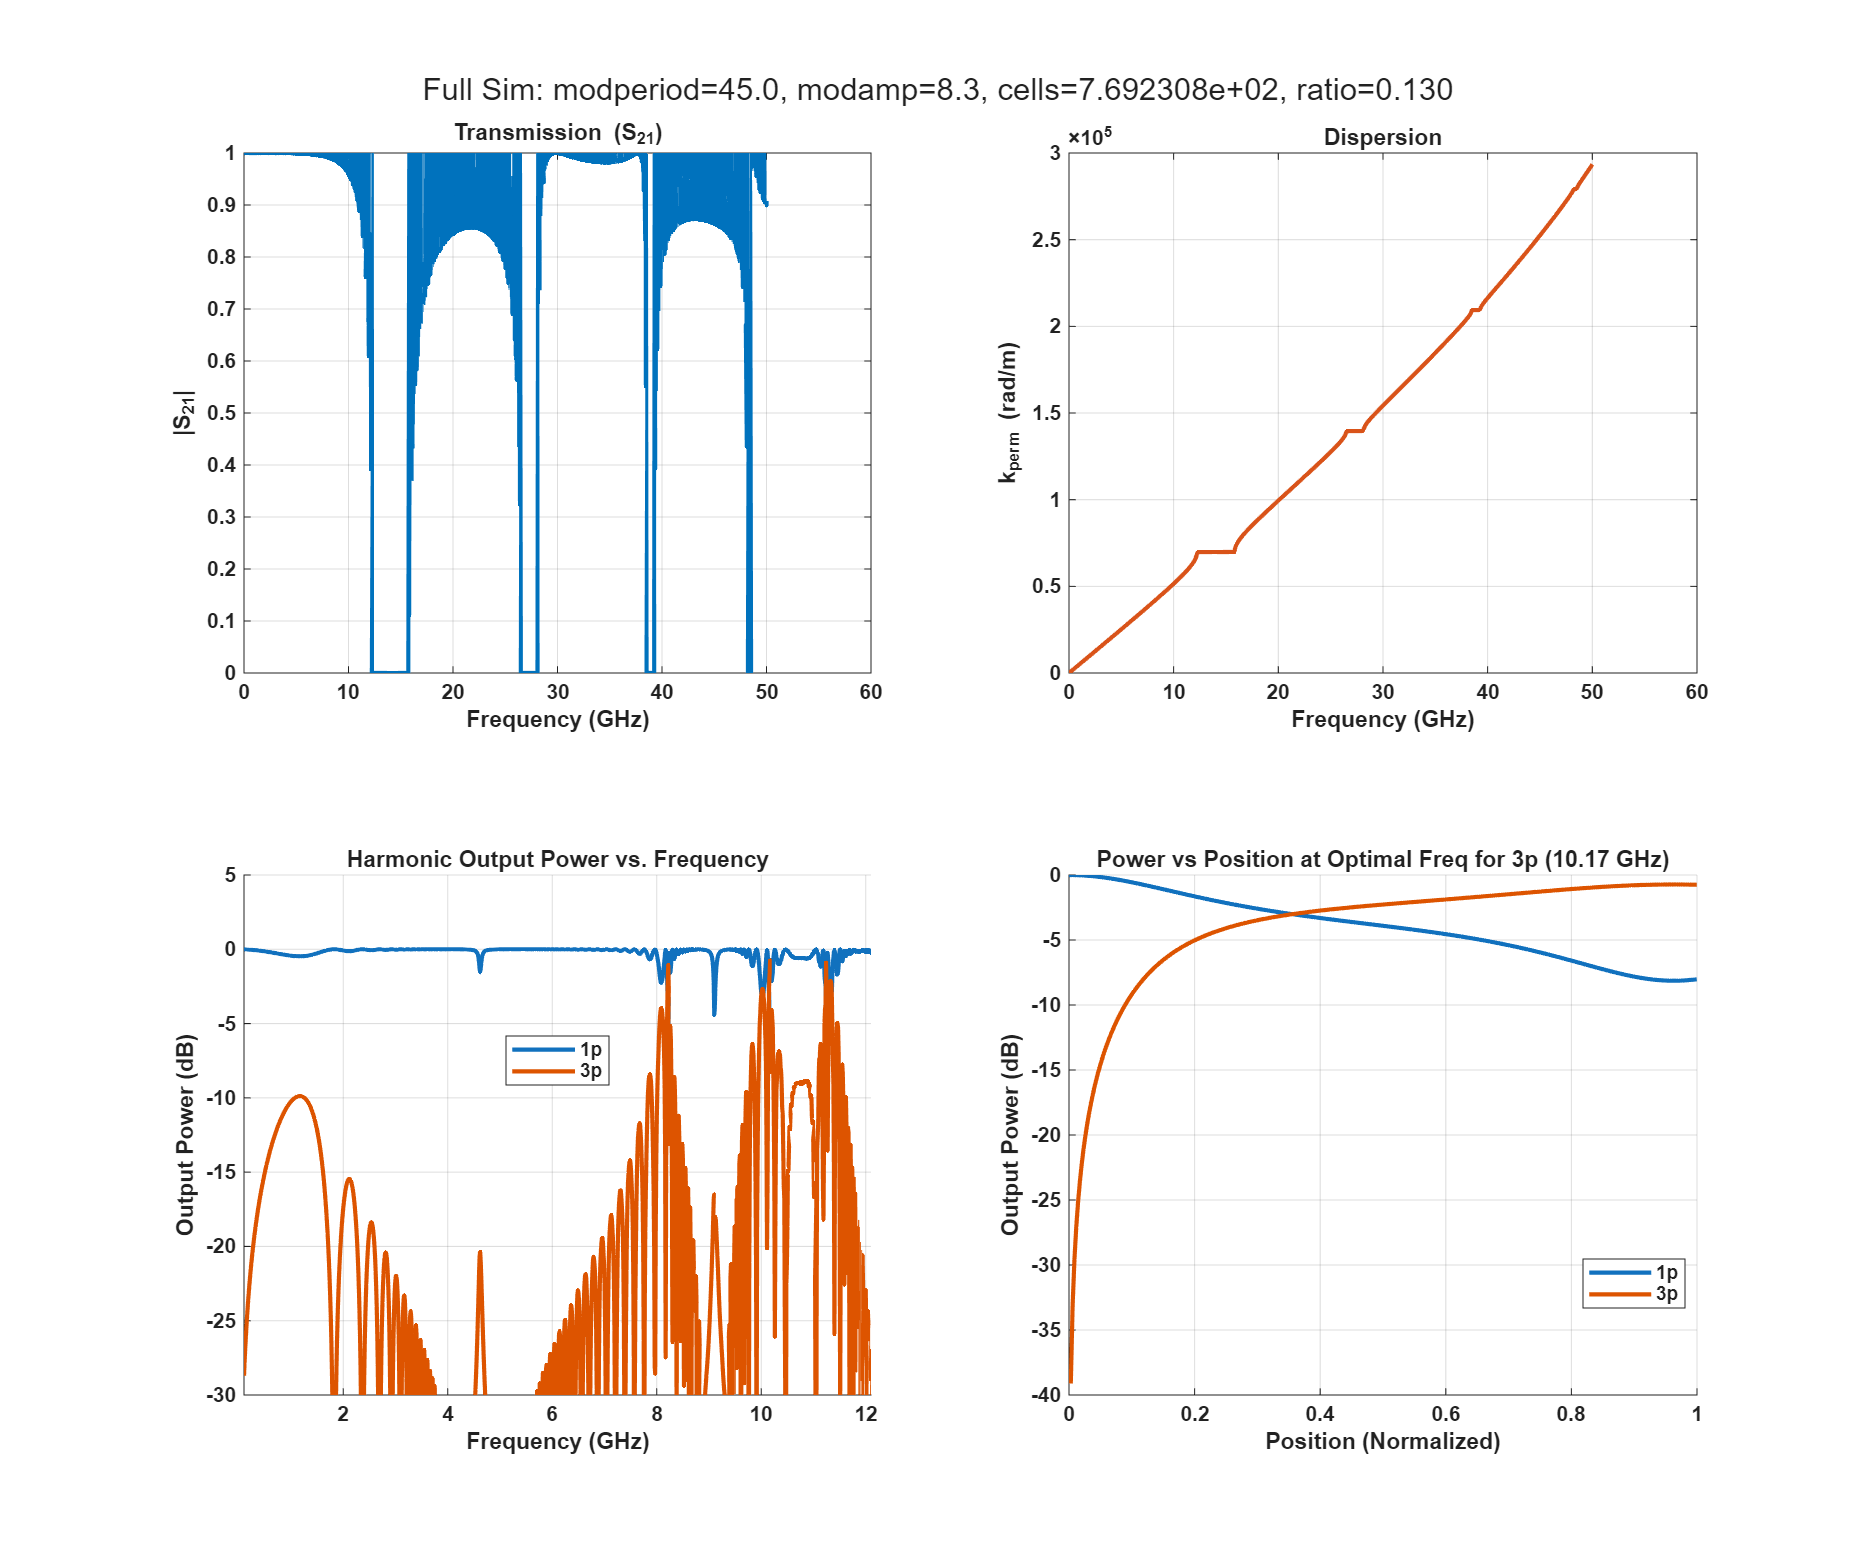 Full Sim: modperiod=45.0, modamp=8.3, cells=7.692308e+02, ratio=0.130
Transmission (S21)
1
0.9
0.8
0.7
0.6
0.5
0.4
0.3
0.2
0.1
0
|S21|
0 10 20 30 40 50 60
Frequency (GHz)
×10^5
Dispersion
3
2.5
2
1.5
1
0.5
0
kperm (rad/m)
0 10 20 30 40 50 60
Frequency (GHz)
Harmonic Output Power vs. Frequency
5
0
-5
-10
-15
-20
-25
-30
Output Power (dB)
1p
3p
2 4 6 8 10 12
Frequency (GHz)
Power vs Position at Optimal Freq for 3p (10.17 GHz)
0
-5
-10
-15
-20
-25
-30
-35
-40
Output Power (dB)
1p
3p
0 0.2 0.4 0.6 0.8 1
Position (Normalized)